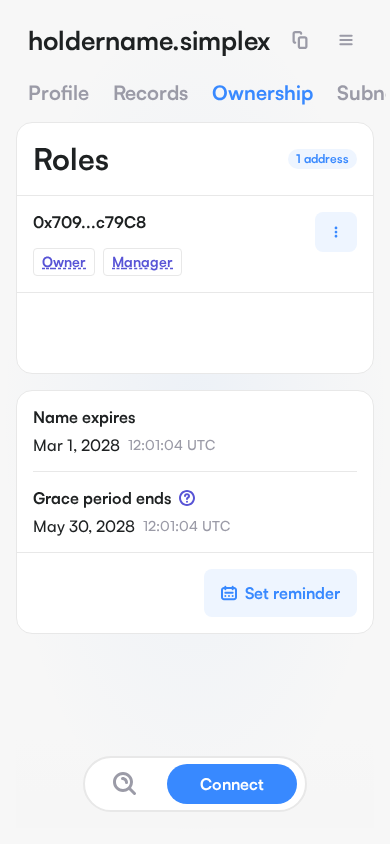 holdername.simplex
Profile Records Ownership Subn
Roles
1 address
0x709...c79C8
Owner Manager
Name expires
Mar 1, 2028 12:01:04 UTC
Grace period ends
May 30, 2028 12:01:04 UTC
Set reminder
Connect